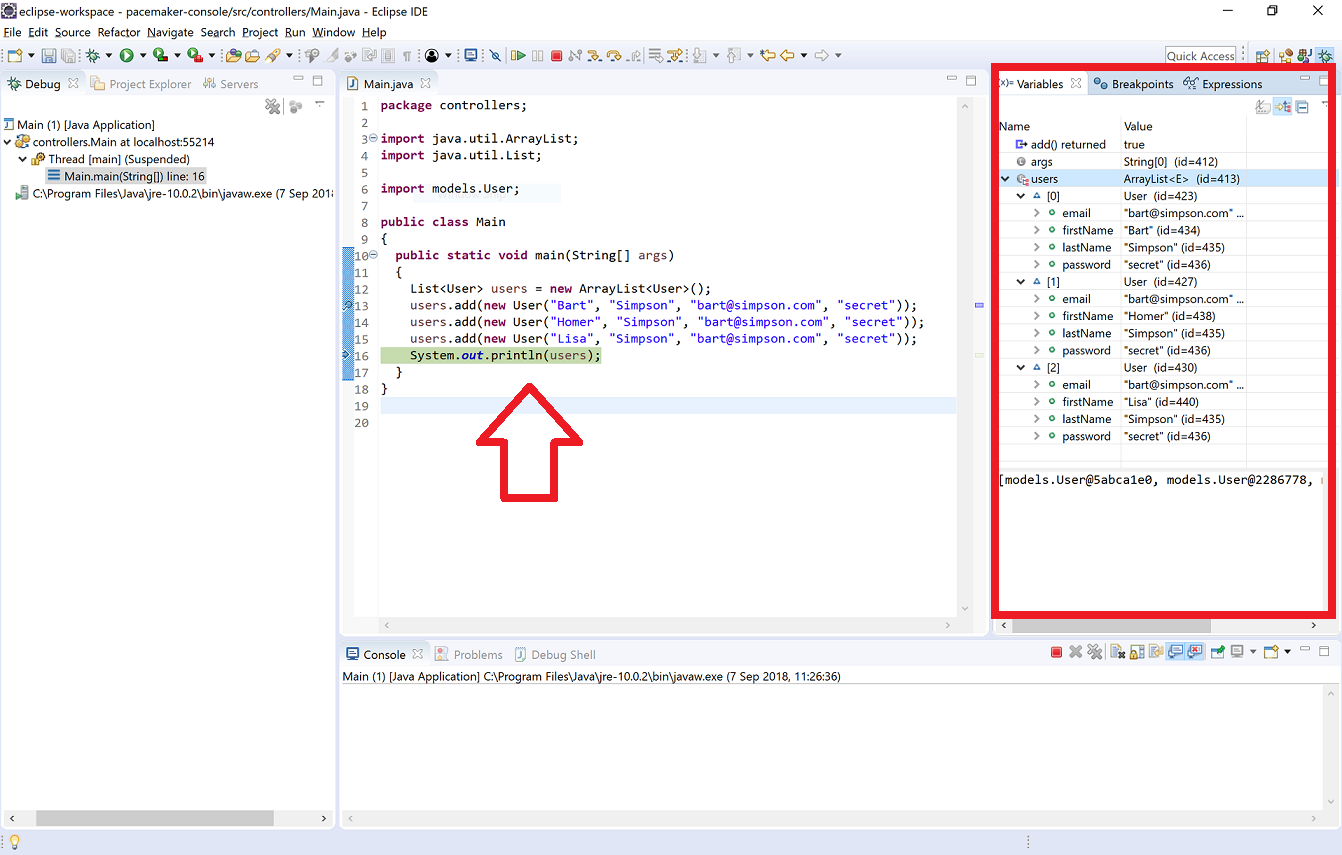 eclipse-workspace - pacemaker-console/src/controllers/Main.java - Eclipse IDE
File Edit Source Refactor Navigate Search Project Run Window Help
Quick Access
Debug Project Explorer Servers
Main (1) [Java Application]
controllers.Main at localhost:55214
Thread [main] (Suspended)
Main.main(String[]) line: 16
C:\Program Files\Java\jre-10.0.2\bin\javaw.exe (7 Sep 2018
Main.java
1 package controllers;
2
3 import java.util.ArrayList;
4 import java.util.List;
5
6 import models.User;
7
8 public class Main
9 {
10 public static void main(String[] args)
11 {
12 List<User> users = new ArrayList<User>();
13 users.add(new User("Bart", "Simpson", "bart@simpson.com", "secret"));
14 users.add(new User("Homer", "Simpson", "bart@simpson.com", "secret"));
15 users.add(new User("Lisa", "Simpson", "bart@simpson.com", "secret"));
16 System.out.println(users);
17 }
18 }
19
20
(x)= Variables Breakpoints Expressions
Name Value
add() returned true
args String[0] (id=412)
users ArrayList<E> (id=413)
[0] User (id=423)
email "bart@simpson.com" ...
firstName "Bart" (id=434)
lastName "Simpson" (id=435)
password "secret" (id=436)
[1] User (id=427)
email "bart@simpson.com" ...
firstName "Homer" (id=438)
lastName "Simpson" (id=435)
password "secret" (id=436)
[2] User (id=430)
email "bart@simpson.com" ...
firstName "Lisa" (id=440)
lastName "Simpson" (id=435)
password "secret" (id=436)
[models.User@5abca1e0, models.User@2286778,
Console Problems Debug Shell
Main (1) [Java Application] C:\Program Files\Java\jre-10.0.2\bin\javaw.exe (7 Sep 2018, 11:26:36)